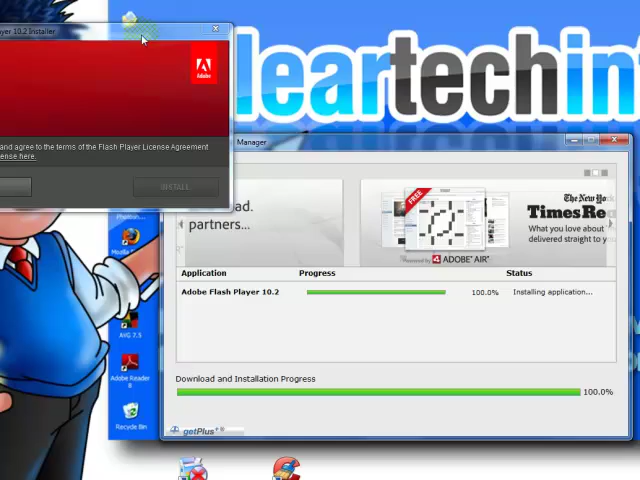 yer 10.2 Installer
Adobe
and agree to the terms of the Flash Player License Agreement
ense here.
INSTALL
leartechin
Manager
ad.
partners...
FREE
The New York
Times Re
What you love about
delivered straight to y
Powered by ADOBE® AIR™
Application Progress Status
Adobe Flash Player 10.2 100.0% Installing application...
Download and Installation Progress
100.0%
getPlus+®
Mozilla
AVG 7.5
Adobe Reader
8
Recycle Bin